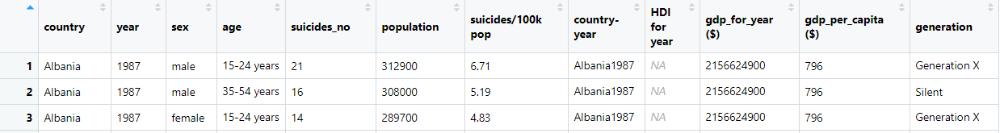 country year sex age suicides_no population suicides/100k pop country-year HDI for year gdp_for_year ($) gdp_per_capita ($) generation
1 Albania 1987 male 15-24 years 21 312900 6.71 Albania1987 NA 2156624900 796 Generation X
2 Albania 1987 male 35-54 years 16 308000 5.19 Albania1987 NA 2156624900 796 Silent
3 Albania 1987 female 15-24 years 14 289700 4.83 Albania1987 NA 2156624900 796 Generation X